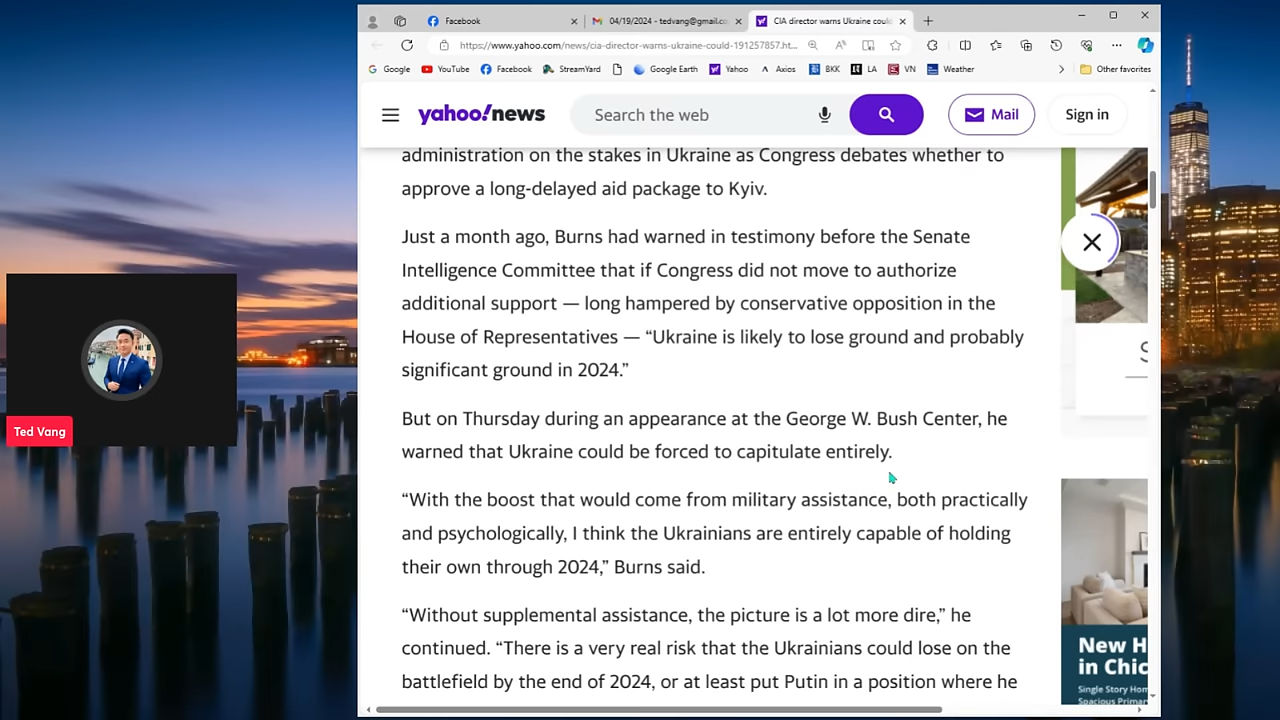 Facebook
04/19/2024 - tedvang@gmail.co
CIA director warns Ukraine coul
https://www.yahoo.com/news/cia-director-warns-ukraine-could-191257857.ht...
Google
YouTube
Facebook
StreamYard
Google Earth
Yahoo
Axios
BKK
LA
VN
Weather
Other favorites
yahoo!news
Search the web
Mail
Sign in
administration on the stakes in Ukraine as Congress debates whether to
approve a long-delayed aid package to Kyiv.
Just a month ago, Burns had warned in testimony before the Senate
Intelligence Committee that if Congress did not move to authorize
additional support — long hampered by conservative opposition in the
House of Representatives — “Ukraine is likely to lose ground and probably
significant ground in 2024.”
But on Thursday during an appearance at the George W. Bush Center, he
warned that Ukraine could be forced to capitulate entirely.
“With the boost that would come from military assistance, both practically
and psychologically, I think the Ukrainians are entirely capable of holding
their own through 2024,” Burns said.
“Without supplemental assistance, the picture is a lot more dire,” he
continued. “There is a very real risk that the Ukrainians could lose on the
battlefield by the end of 2024, or at least put Putin in a position where he
Ted Vang
S
New H
in Chic
Single Story Hom
Spacious Primar